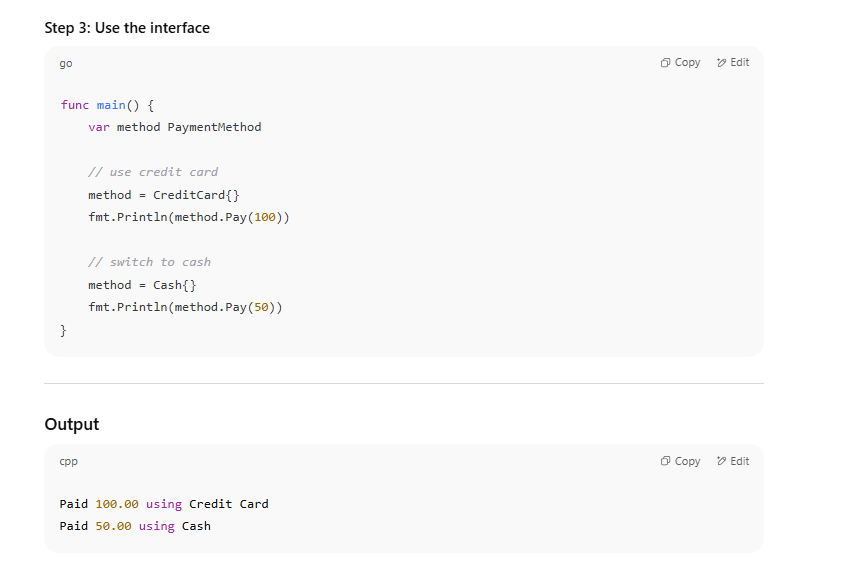 Step 3: Use the interface
go Copy Edit
func main() {
    var method PaymentMethod
    // use credit card
    method = CreditCard{}
    fmt.Println(method.Pay(100))
    // switch to cash
    method = Cash{}
    fmt.Println(method.Pay(50))
}
Output
cpp Copy Edit
Paid 100.00 using Credit Card
Paid 50.00 using Cash